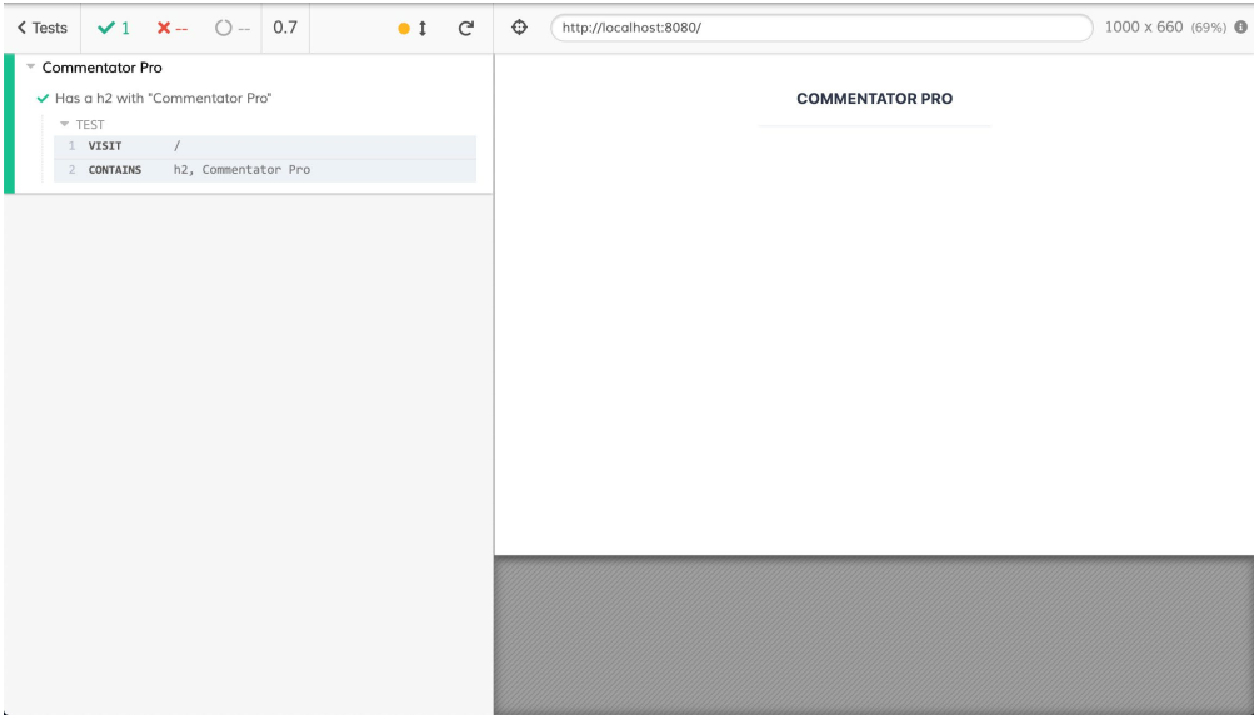 Tests 1 -- -- 0.7 http://localhost:8080/ 1000 x 660 (69%)
Commentator Pro
Has a h2 with "Commentator Pro"
TEST
1 VISIT /
2 CONTAINS h2, Commentator Pro
COMMENTATOR PRO